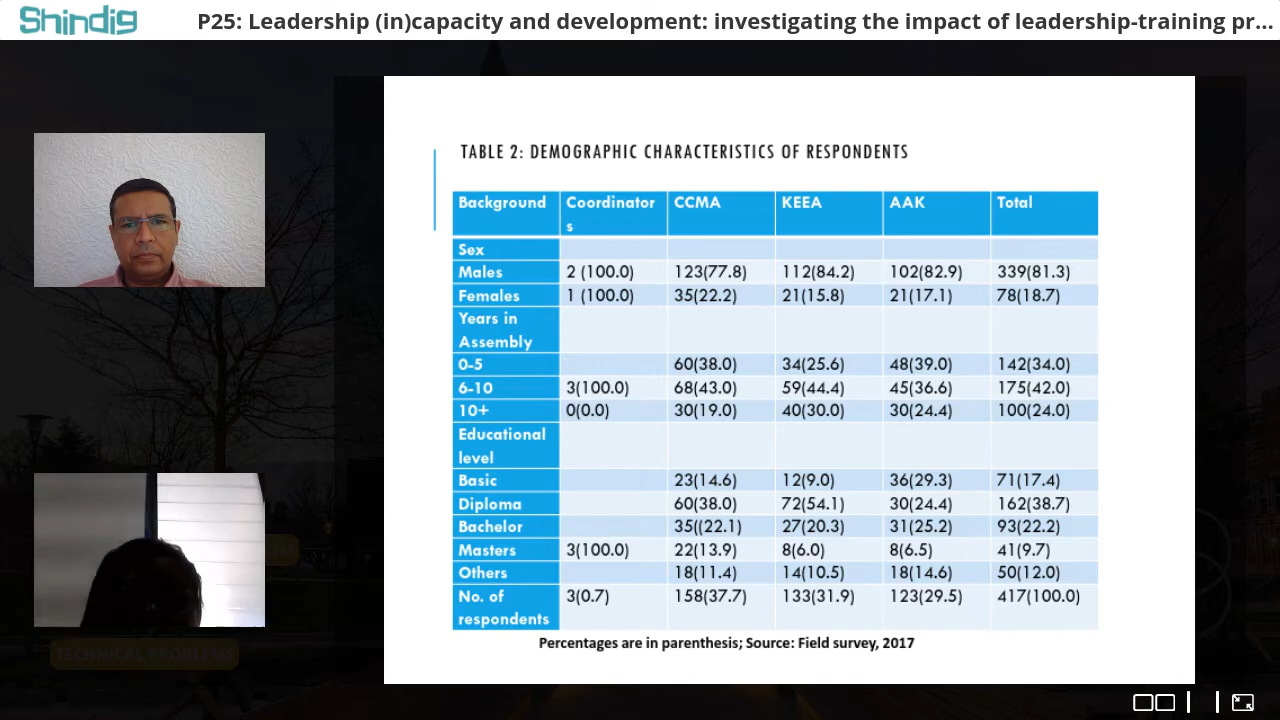 Shindig
P25: Leadership (in)capacity and development: investigating the impact of leadership-training pr...
TABLE 2: DEMOGRAPHIC CHARACTERISTICS OF RESPONDENTS
Background Coordinator CCMA KEEA AAK Total
s
Sex
Males 2 (100.0) 123(77.8) 112(84.2) 102(82.9) 339(81.3)
Females 1 (100.0) 35(22.2) 21(15.8) 21(17.1) 78(18.7)
Years in
Assembly
0-5 60(38.0) 34(25.6) 48(39.0) 142(34.0)
6-10 3(100.0) 68(43.0) 59(44.4) 45(36.6) 175(42.0)
10+ 0(0.0) 30(19.0) 40(30.0) 30(24.4) 100(24.0)
Educational
level
Basic 23(14.6) 12(9.0) 36(29.3) 71(17.4)
Diploma 60(38.0) 72(54.1) 30(24.4) 162(38.7)
Bachelor 35((22.1) 27(20.3) 31(25.2) 93(22.2)
Masters 3(100.0) 22(13.9) 8(6.0) 8(6.5) 41(9.7)
Others 18(11.4) 14(10.5) 18(14.6) 50(12.0)
No. of 3(0.7) 158(37.7) 133(31.9) 123(29.5) 417(100.0)
respondents
Percentages are in parenthesis; Source: Field survey, 2017
TECHNICAL PROBLEMS